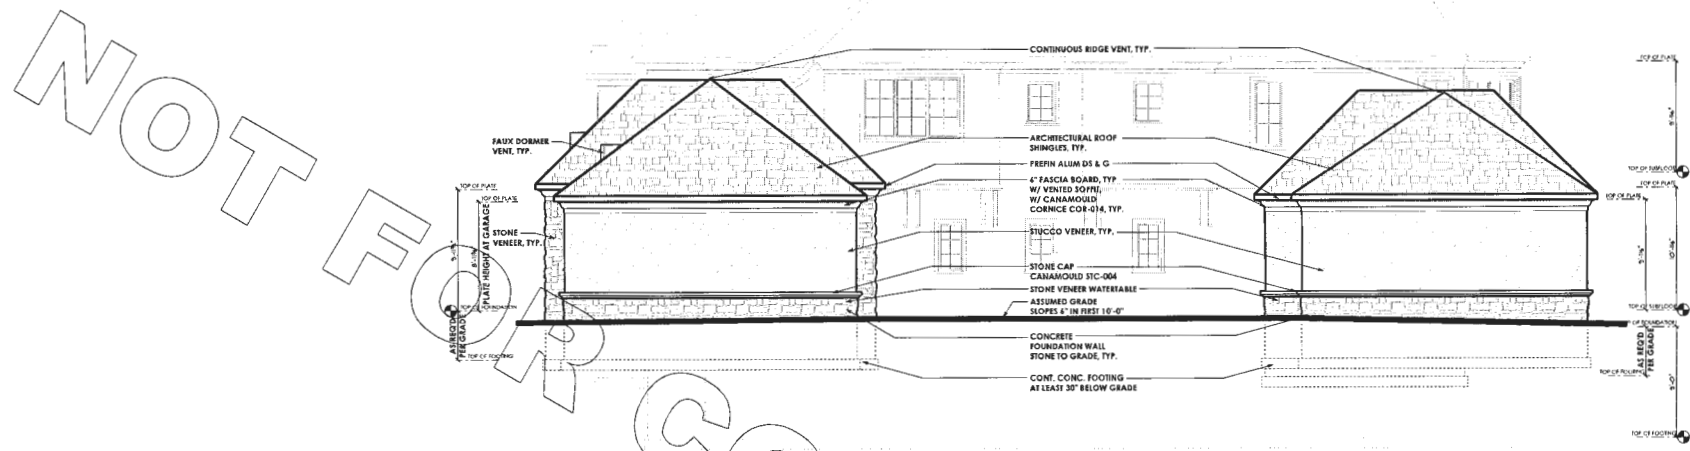 NOT FOR CO
CONTINUOUS RIDGE VENT, TYP.
TOP OF PLATE
FAUX DORMER
VENT, TYP.
ARCHITECTURAL ROOF
SHINGLES, TYP.
PREFIN ALUM DS & G
TOP OF SUBFLOOR
TOP OF PLATE
TOP OF PLATE
6" FASCIA BOARD, TYP
W/ VENTED SOFFIT,
W/ CANAMOULD
CORNICE COR-014, TYP.
TOP OF PLATE
TOP OF PLATE
STONE
VENEER, TYP.
PLATE HEIGHT AT GARAGE
STUCCO VENEER, TYP.
STONE CAP
CANAMOULD STC-004
STONE VENEER WATERTABLE
ASSUMED GRADE
SLOPES 6" IN FIRST 10'-0"
TOP OF FOUNDATION
TOP OF SUBFLOOR
OF FOUNDATION
AS REQ'D
PER GRADE
CONCRETE
FOUNDATION WALL
STONE TO GRADE, TYP.
AS REQ'D
PER GRADE
TOP OF FOOTING
CONT. CONC. FOOTING
AT LEAST 30" BELOW GRADE
TOP OF FOOTING
TOP OF FOOTING